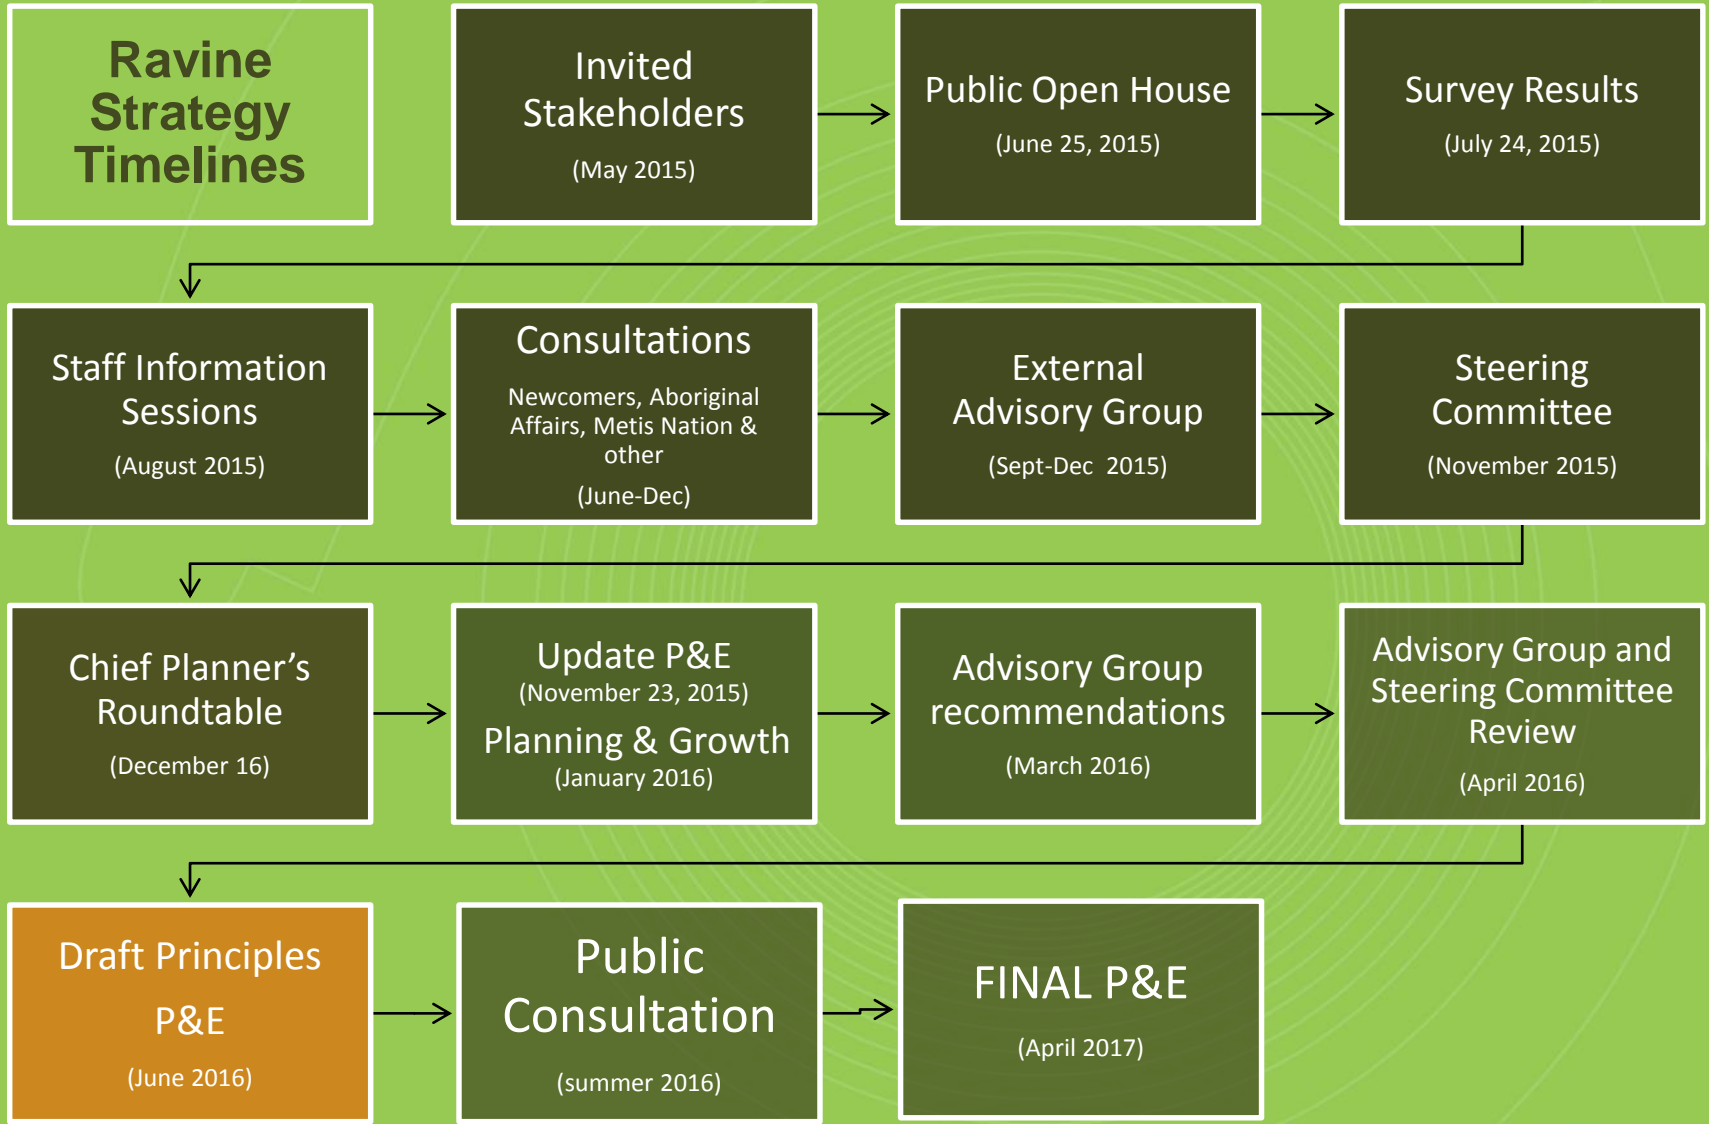 Ravine
Strategy
Timelines
Invited
Stakeholders
(May 2015)
Public Open House
(June 25, 2015)
Survey Results
(July 24, 2015)
Staff Information
Sessions
(August 2015)
Consultations
Newcomers, Aboriginal
Affairs, Metis Nation &
other
(June-Dec)
External
Advisory Group
(Sept-Dec  2015)
Steering
Committee
(November 2015)
Chief Planner’s
Roundtable
(December 16)
Update P&E
(November 23, 2015)
Planning & Growth
(January 2016)
Advisory Group
recommendations
(March 2016)
Advisory Group and
Steering Committee
Review
(April 2016)
Draft Principles
P&E
(June 2016)
Public
Consultation
(summer 2016)
FINAL P&E
(April 2017)